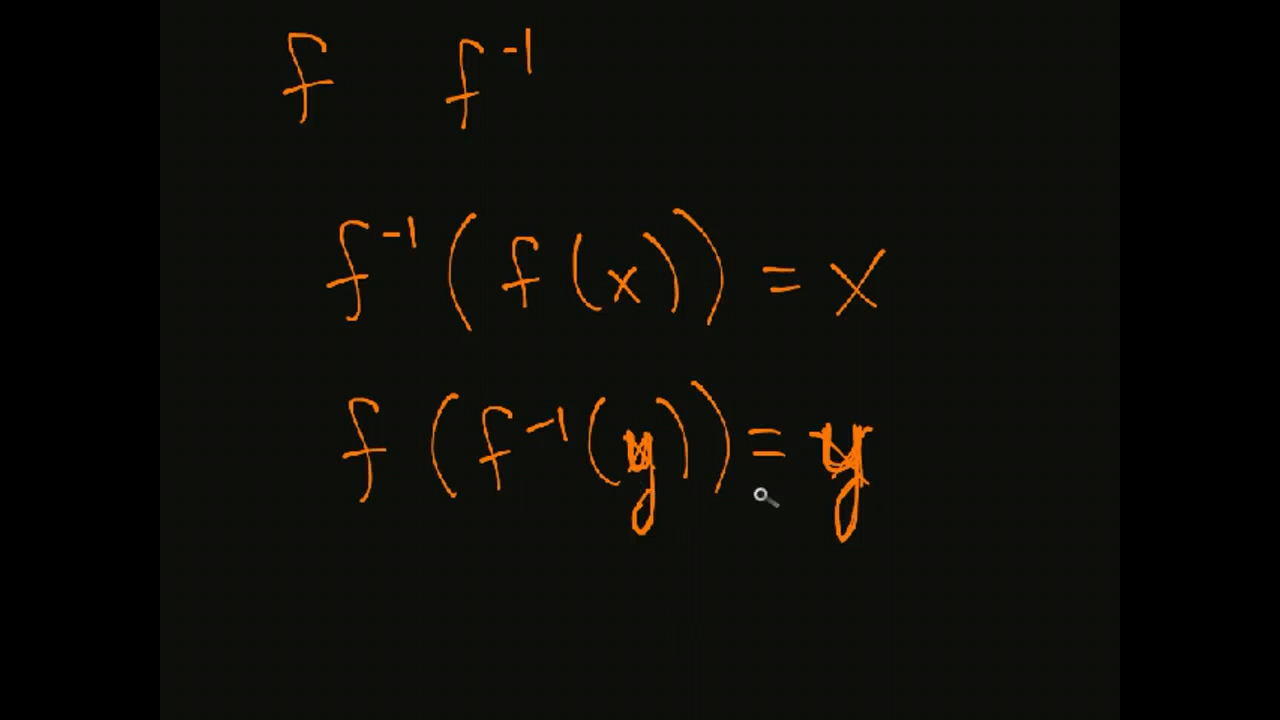 f f⁻¹
f⁻¹(f(x)) = x
f(f⁻¹(y)) = y